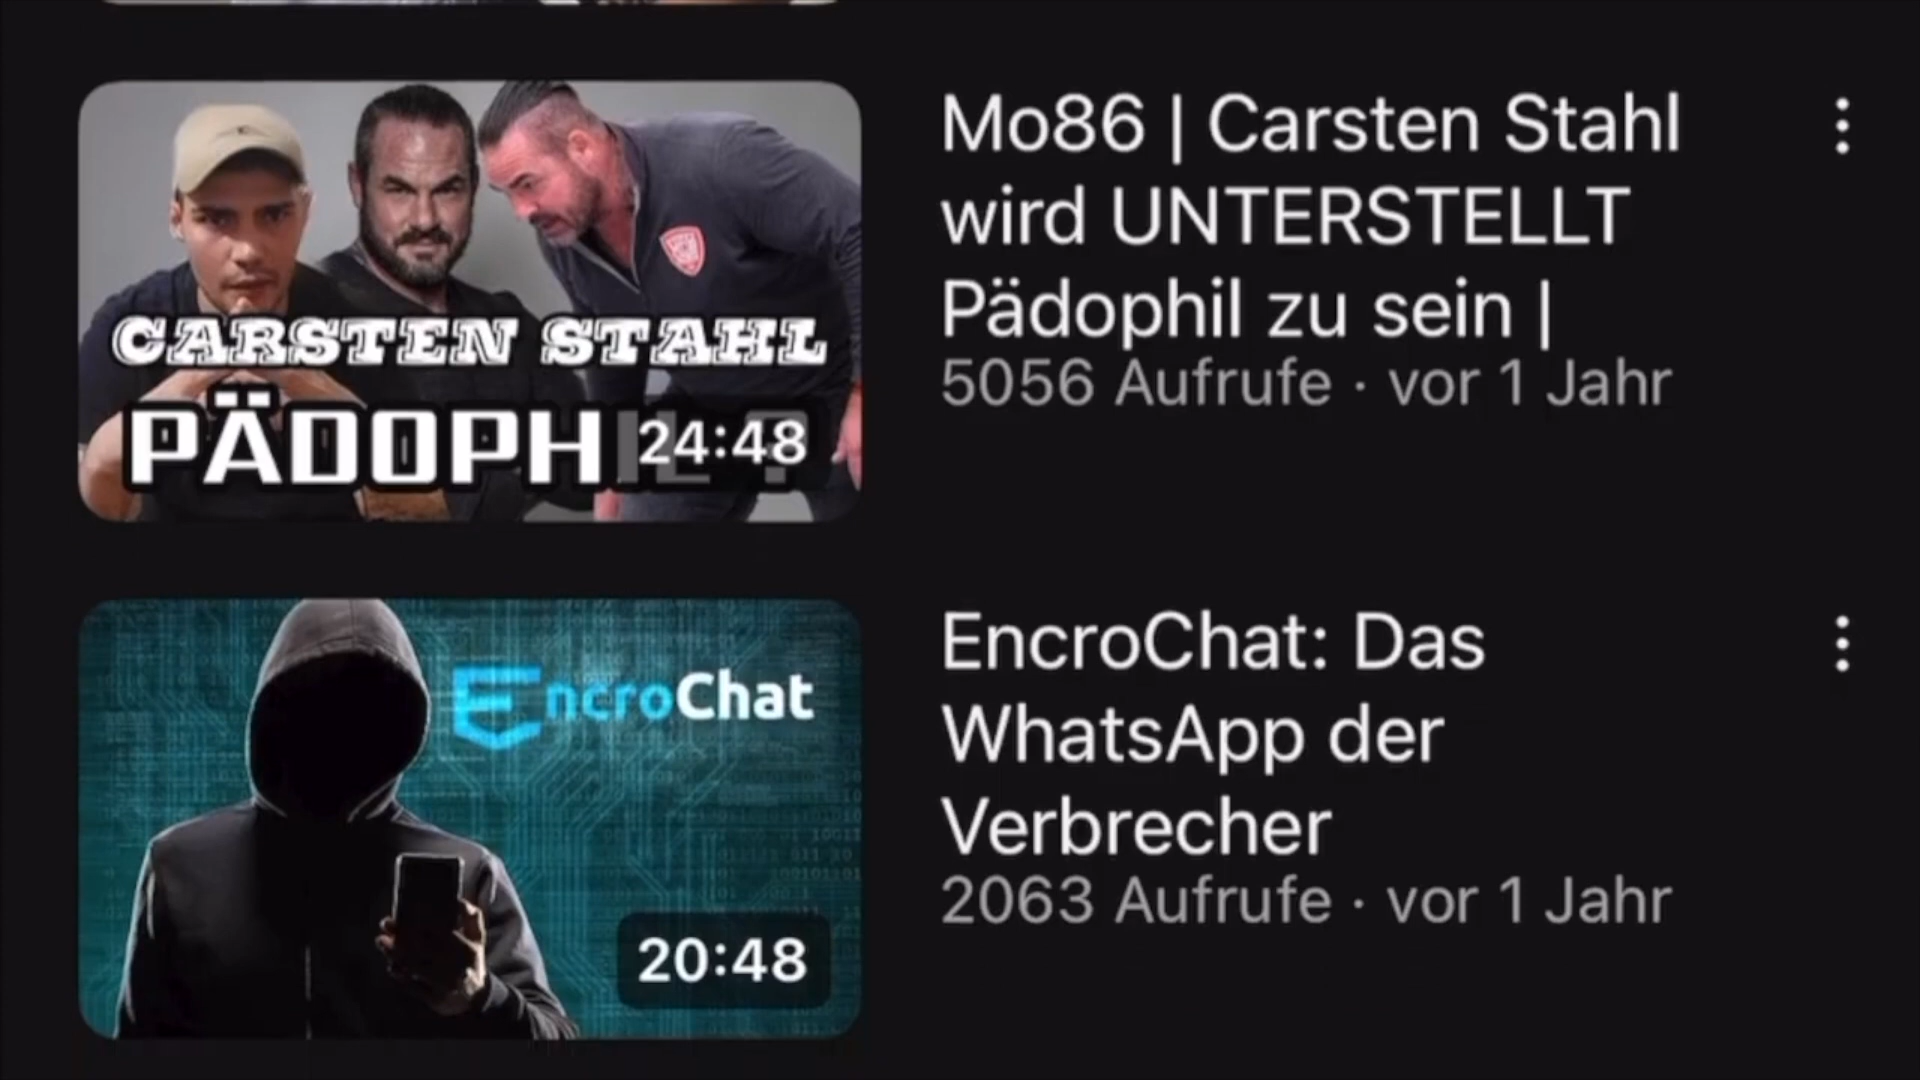 CARSTEN STAHL
PÄDOPHIL ?
24:48
Mo86 | Carsten Stahl
wird UNTERSTELLT
Pädophil zu sein |
5056 Aufrufe · vor 1 Jahr
EncroChat
20:48
EncroChat: Das
WhatsApp der
Verbrecher
2063 Aufrufe · vor 1 Jahr